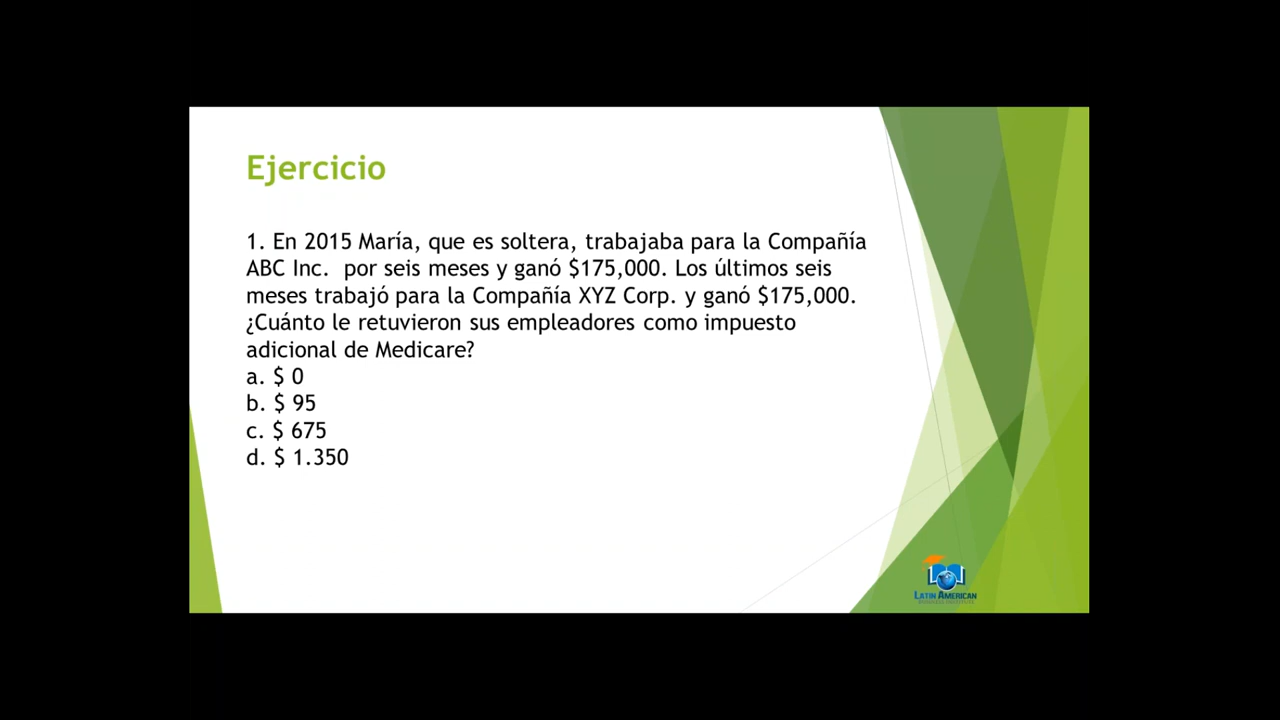 Ejercicio
1. En 2015 María, que es soltera, trabajaba para la Compañía
ABC Inc.  por seis meses y ganó $175,000. Los últimos seis
meses trabajó para la Compañía XYZ Corp. y ganó $175,000.
¿Cuánto le retuvieron sus empleadores como impuesto
adicional de Medicare?
a. $ 0
b. $ 95
c. $ 675
d. $ 1.350
LATIN AMERICAN